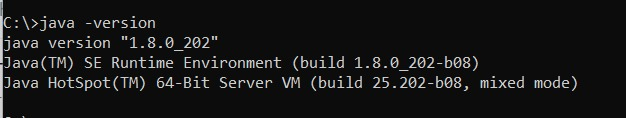 C:\>java -version
java version "1.8.0_202"
Java(TM) SE Runtime Environment (build 1.8.0_202-b08)
Java HotSpot(TM) 64-Bit Server VM (build 25.202-b08, mixed mode)